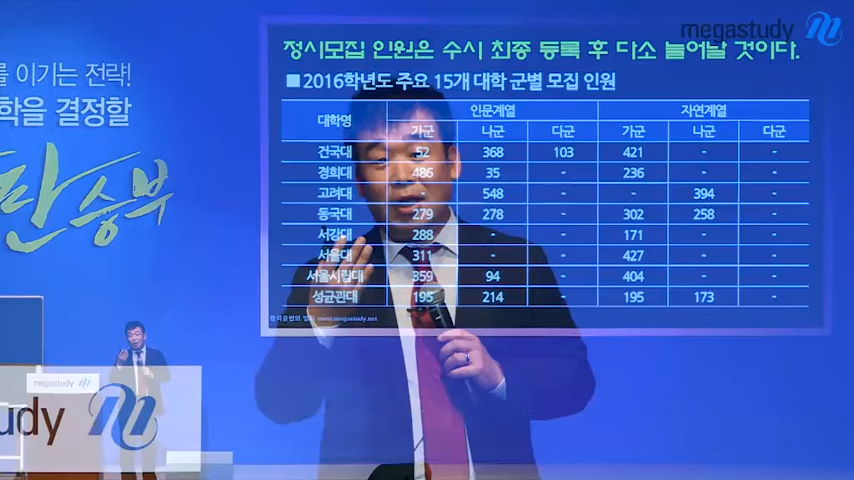 megastudy
정시모집 인원은 수시 최종 등록 후 다소 늘어날 것이다.
를 이기는 전략!
학을 결정할
승부
■2016학년도 주요 15개 대학 군별 모집 인원
대학명 인문계열 자연계열
가군 나군 다군 가군 나군 다군
건국대 52 368 103 421 - -
경희대 486 35 - 236 - -
고려대 - 548 - - 394 -
동국대 279 278 - 302 258 -
서강대 288 - - 171 - -
서울대 311 - - 427 - -
서울시립대 359 94 - 404 - -
성균관대 195 214 - 195 173 -
www.megastudy.net
megastudy
udy